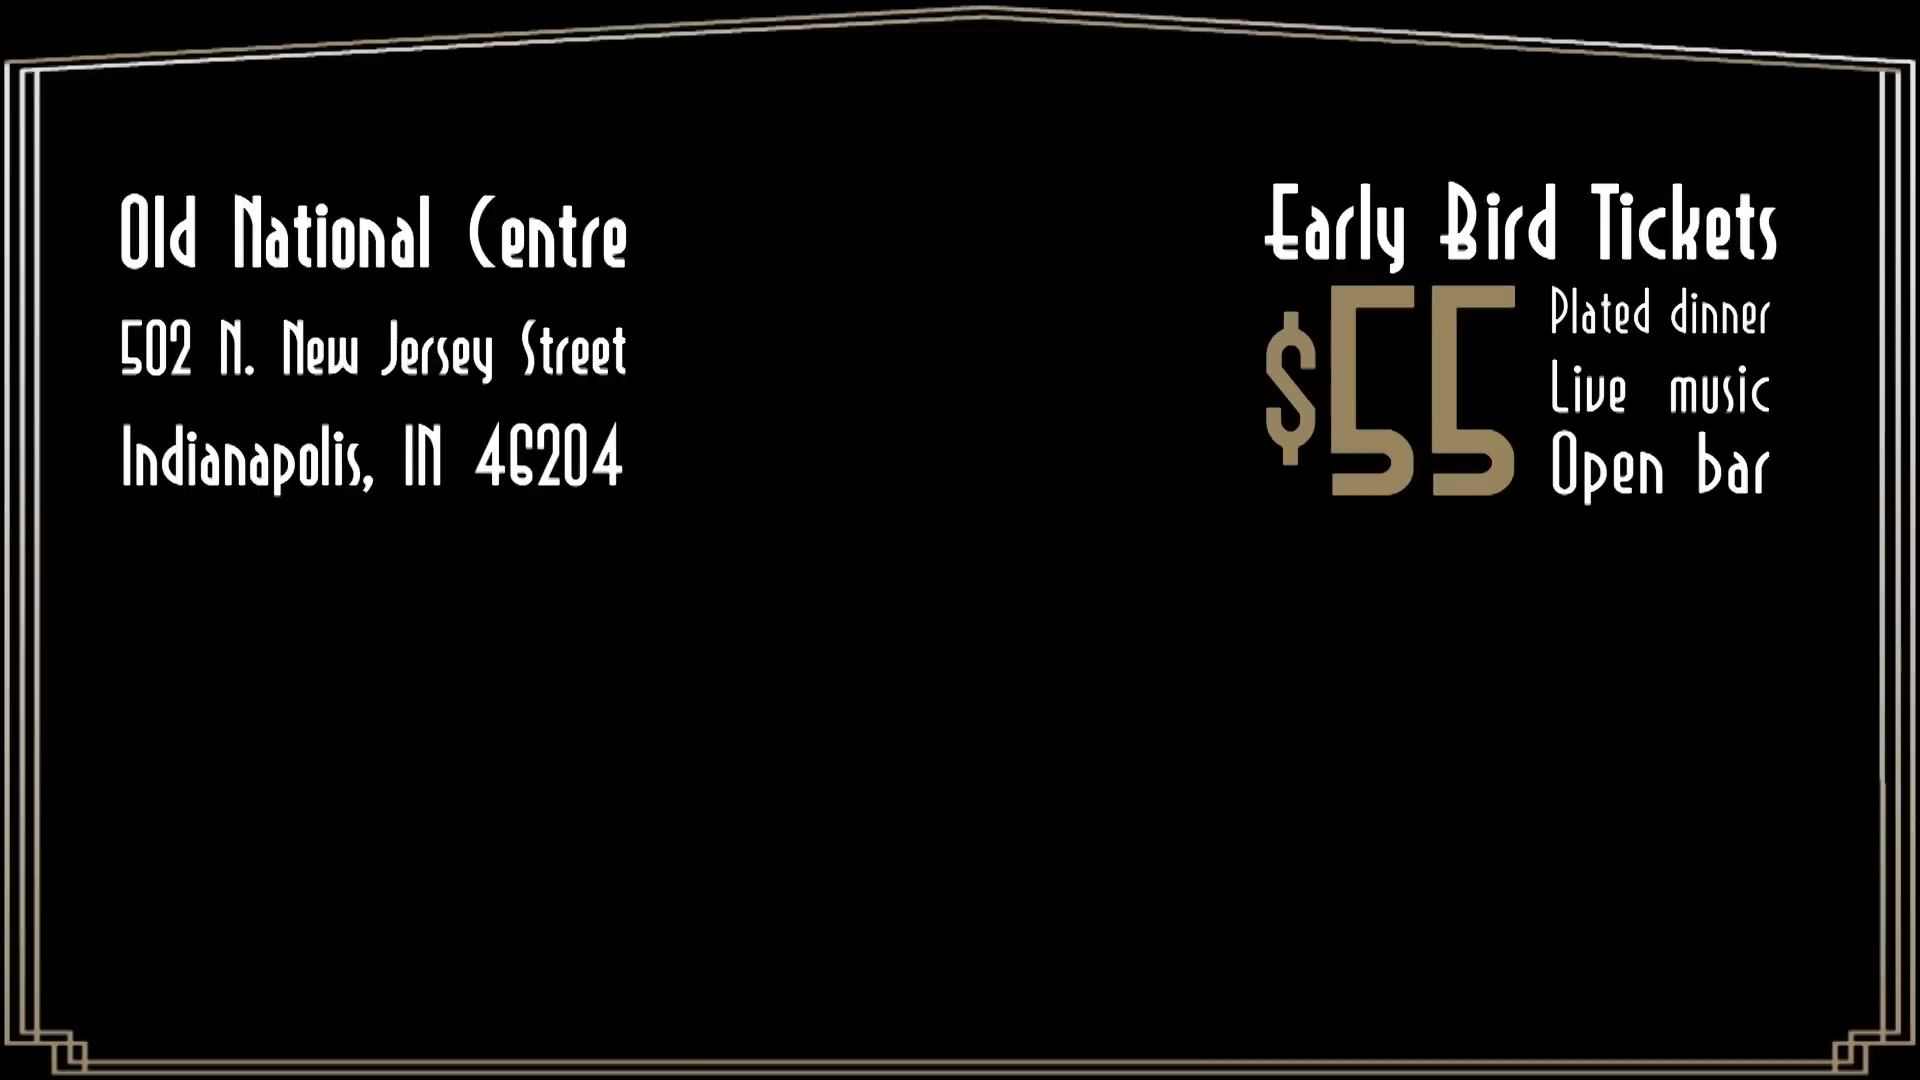 Old National Centre
502 N. New Jersey Street
Indianapolis, IN 46204
Early Bird Tickets
$55
Plated dinner
Live music
Open bar